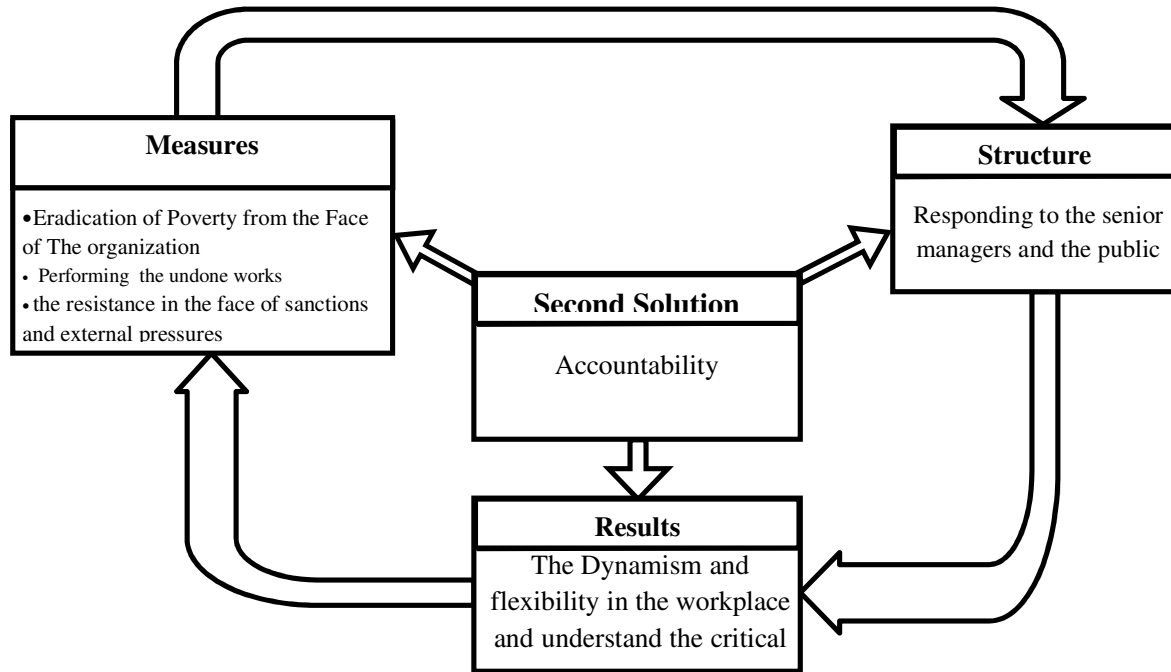 Measures
•Eradication of Poverty from the Face
of The organization
• Performing the undone works
• the resistance in the face of sanctions
and external pressures
Structure
Responding to the senior
managers and the public
Second Solution
Accountability
Results
The Dynamism and
flexibility in the workplace
and understand the critical